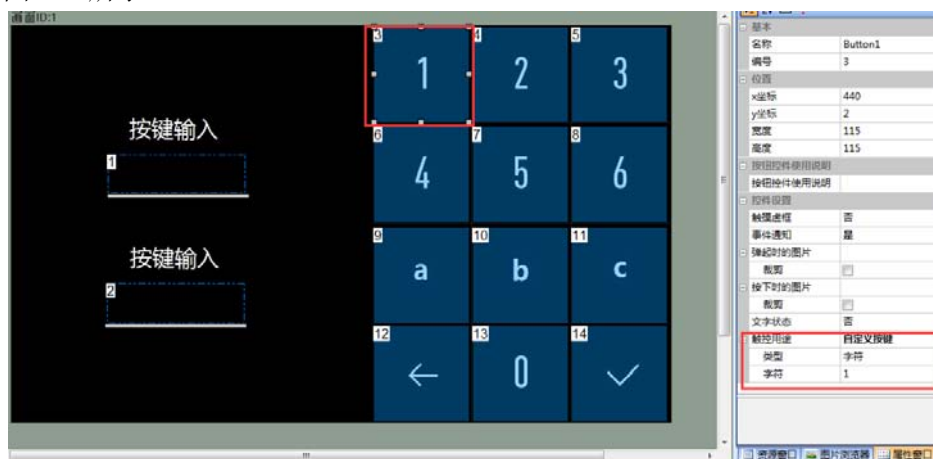 画面ID:1
3
1
4
2
5
3
按键输入
1
6
4
7
5
8
6
按键输入
2
9
a
10
b
11
c
12
←
13
0
14
✓
基本
名称 Button1
编号 3
位置
x坐标 440
y坐标 2
宽度 115
高度 115
按钮控件使用说明
按钮控件使用说明
控件设置
触摸虚框 否
事件通知 是
弹起时的图片
裁剪
按下时的图片
裁剪
文字状态 否
触控用途 自定义按键
类型 字符
字符 1
资源窗口 图片浏览器 属性窗口